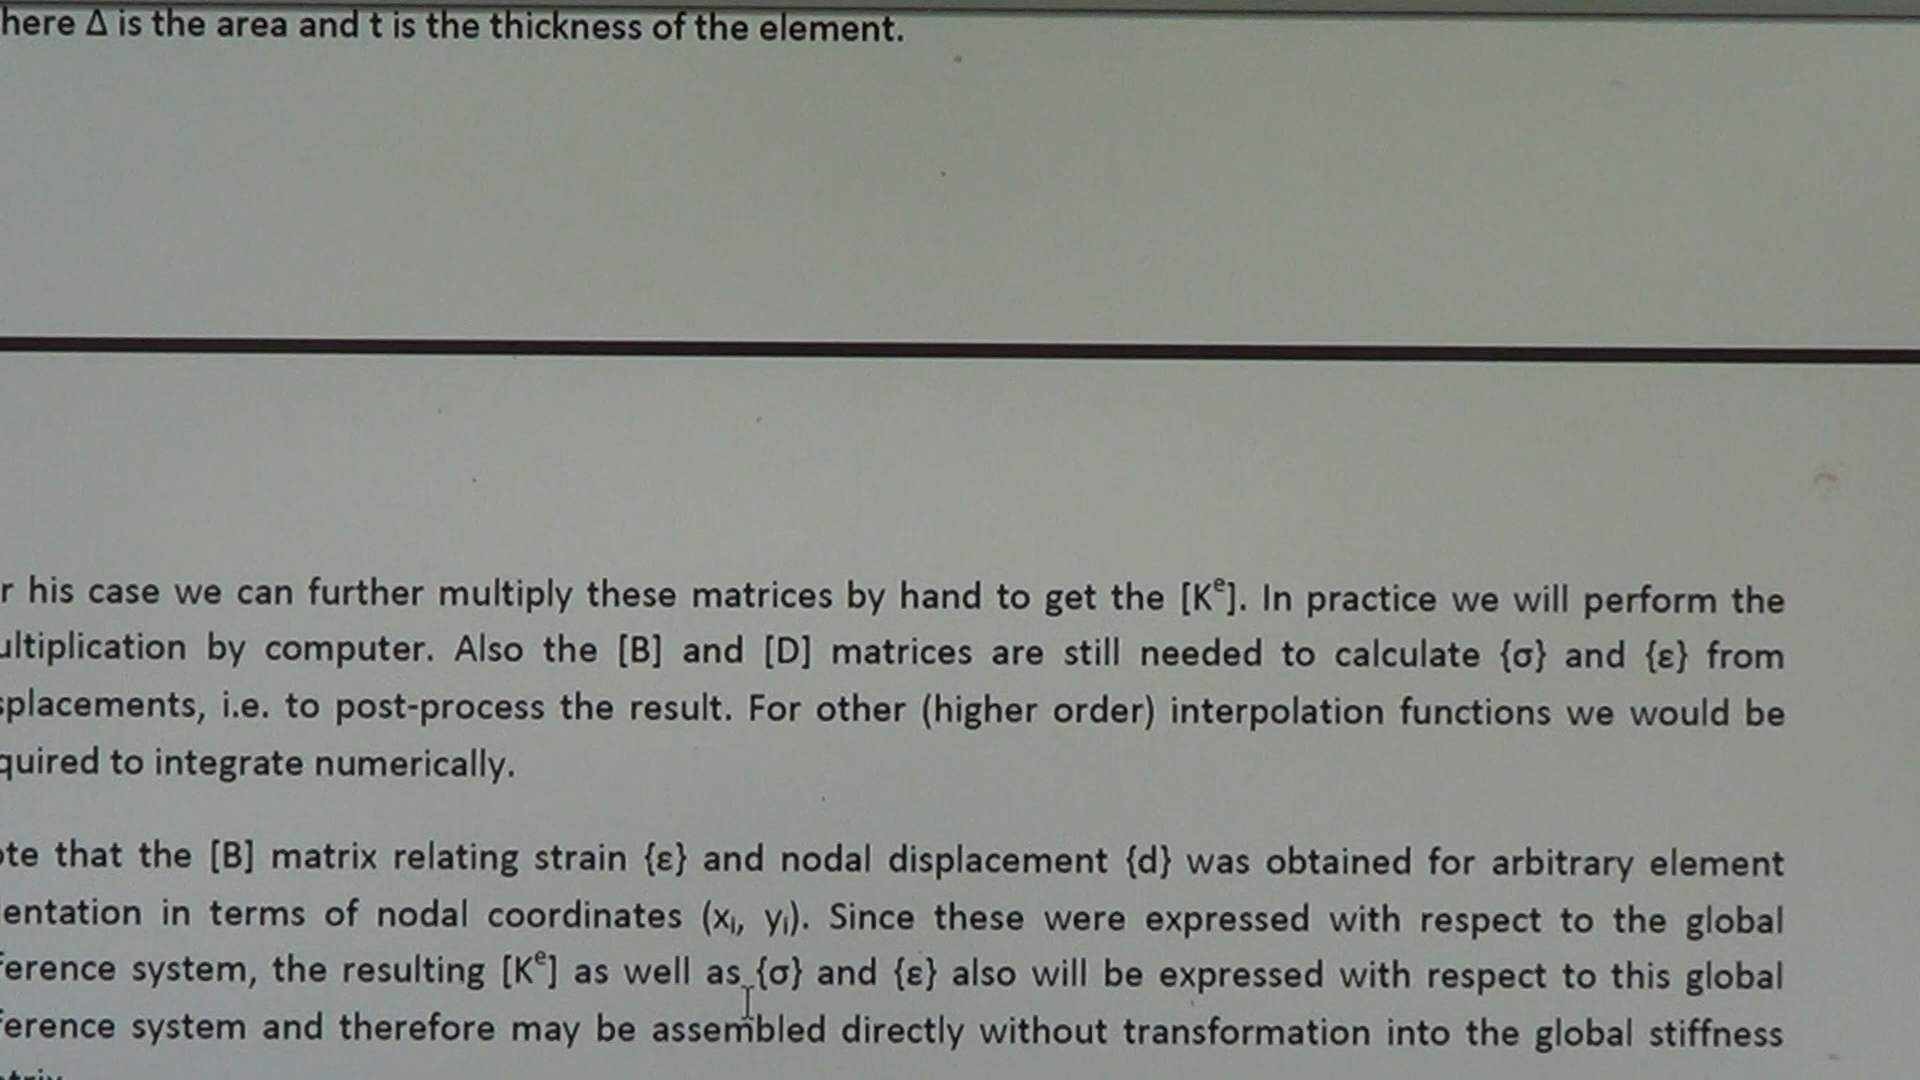 here Δ is the area and t is the thickness of the element.
r his case we can further multiply these matrices by hand to get the [Kᵉ]. In practice we will perform the
ultiplication by computer. Also the [B] and [D] matrices are still needed to calculate {σ} and {ε} from
splacements, i.e. to post-process the result. For other (higher order) interpolation functions we would be
quired to integrate numerically.
ote that the [B] matrix relating strain {ε} and nodal displacement {d} was obtained for arbitrary element
entation in terms of nodal coordinates (xᵢ, yᵢ). Since these were expressed with respect to the global
erence system, the resulting [Kᵉ] as well as {σ} and {ε} also will be expressed with respect to this global
erence system and therefore may be assembled directly without transformation into the global stiffness